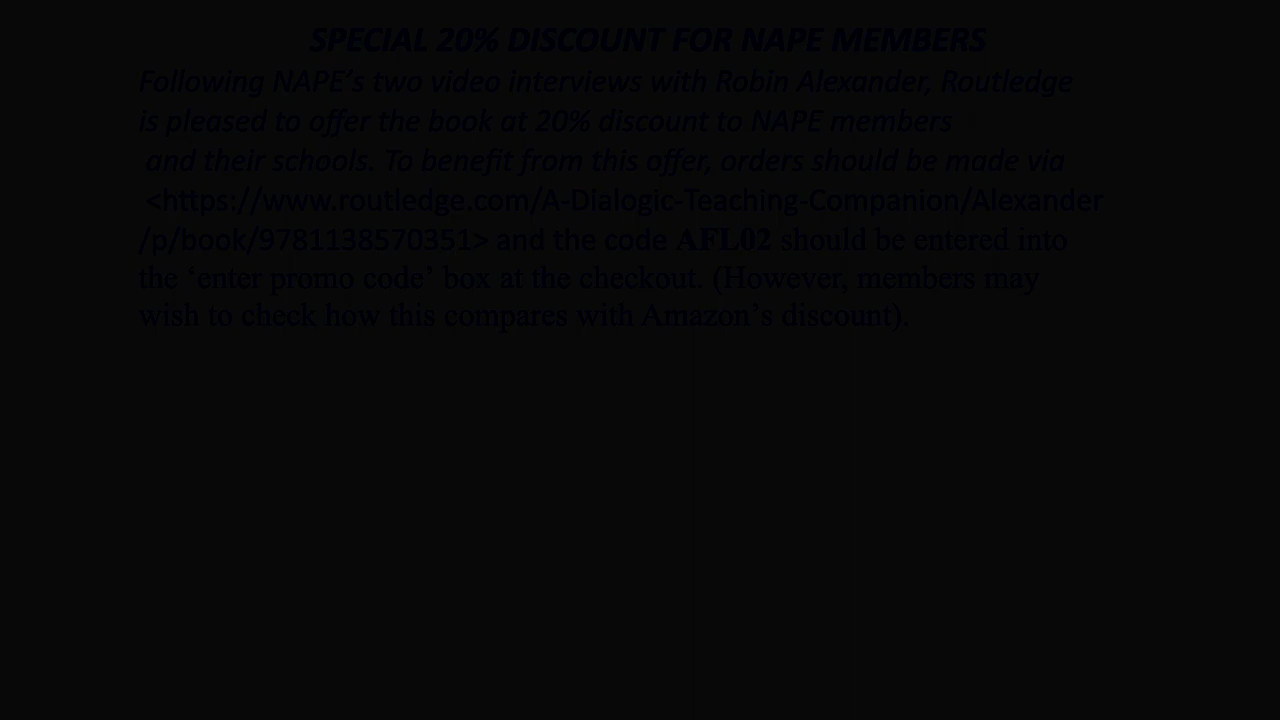 SPECIAL 20% DISCOUNT FOR NAPE MEMBERS
Following NAPE’s two video interviews with Robin Alexander, Routledge
is pleased to offer the book at 20% discount to NAPE members
and their schools. To benefit from this offer, orders should be made via
<https://www.routledge.com/A-Dialogic-Teaching-Companion/Alexander
/p/book/9781138570351> and the code AFL02 should be entered into
the ‘enter promo code’ box at the checkout. (However, members may
wish to check how this compares with Amazon’s discount).